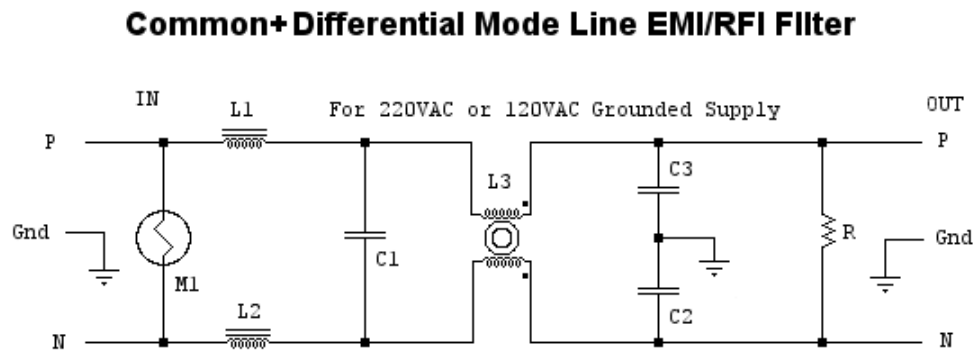 Common+Differential Mode Line EMI/RFI FIlter
IN
L1
For 220VAC or 120VAC Grounded Supply
OUT
P
P
L3
C3
Gnd
C1
R
Gnd
M1
L2
C2
N
N